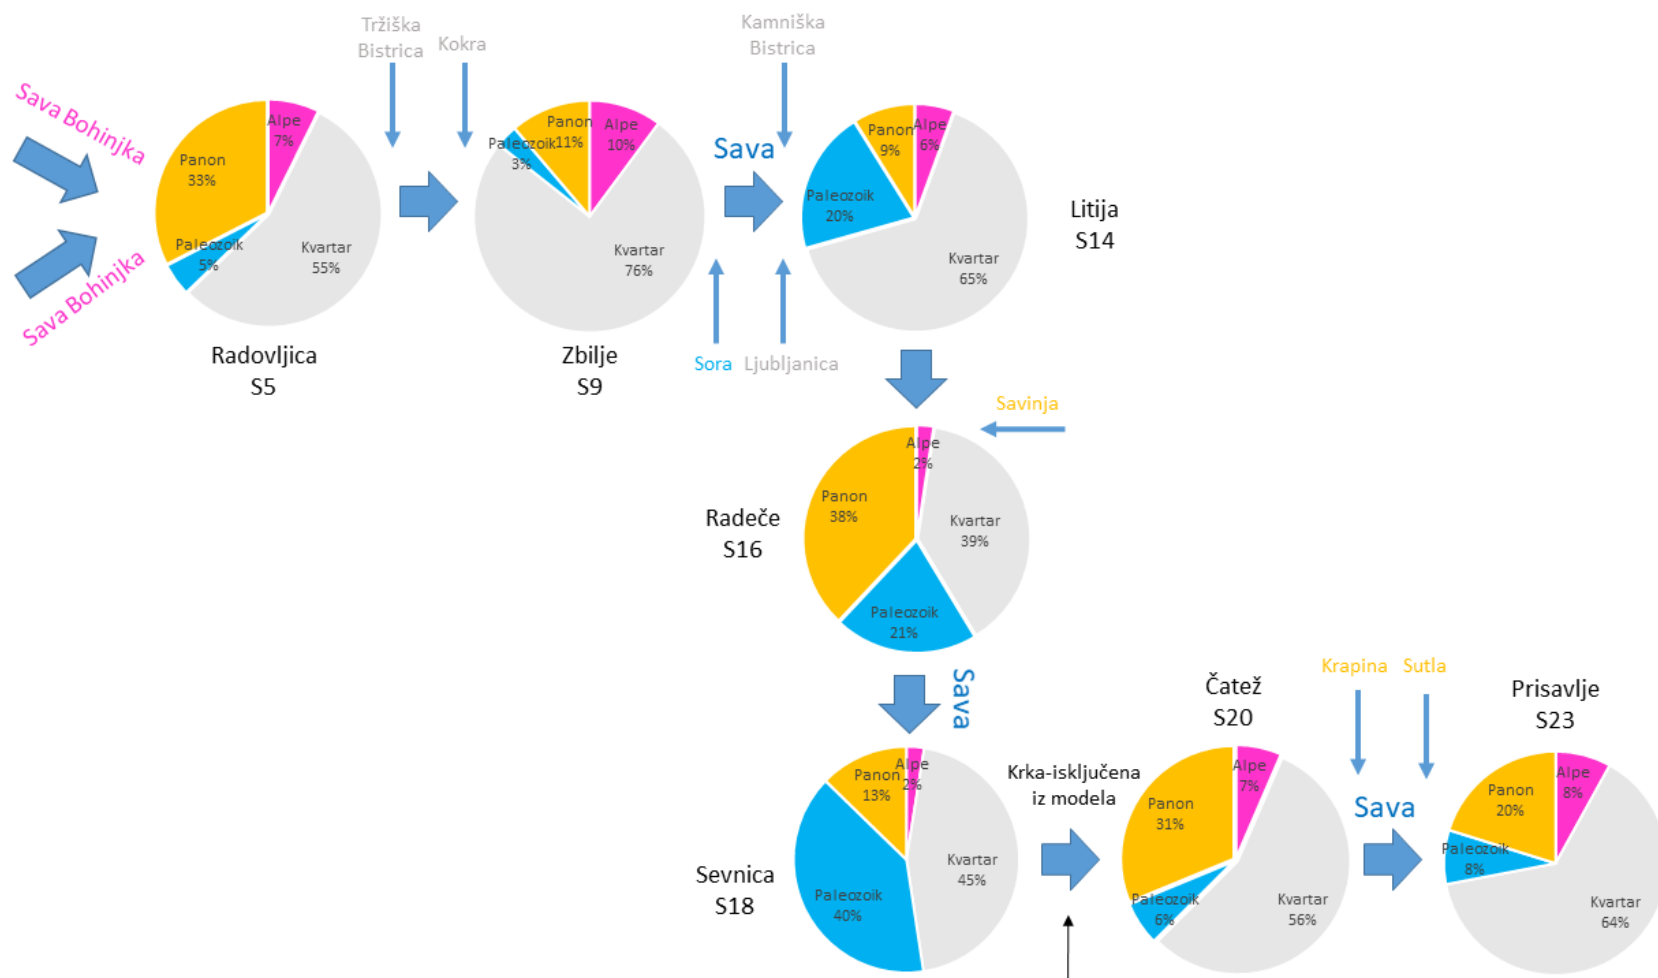 Tržiška
Bistrica
Kokra
Kamniška
Bistrica
Sava Bohinjka
Sava Bohinjka
Alpe
7%
Panon
33%
Paleozoik
5%
Kvartar
55%
Radovljica
S5
Panon
11%
Alpe
10%
Paleozoik
3%
Kvartar
76%
Zbilje
S9
Sava
Sora
Ljubljanica
Panon
9%
Alpe
6%
Paleozoik
20%
Kvartar
65%
Litija
S14
Savinja
Radeče
S16
Alpe
2%
Panon
38%
Kvartar
39%
Paleozoik
21%
Sava
Sevnica
S18
Panon
13%
Alpe
2%
Kvartar
45%
Paleozoik
40%
Krka-isključena
iz modela
Čatež
S20
Alpe
7%
Panon
31%
Paleozoik
6%
Kvartar
56%
Krapina
Sutla
Sava
Prisavlje
S23
Alpe
8%
Panon
20%
Paleozoik
8%
Kvartar
64%